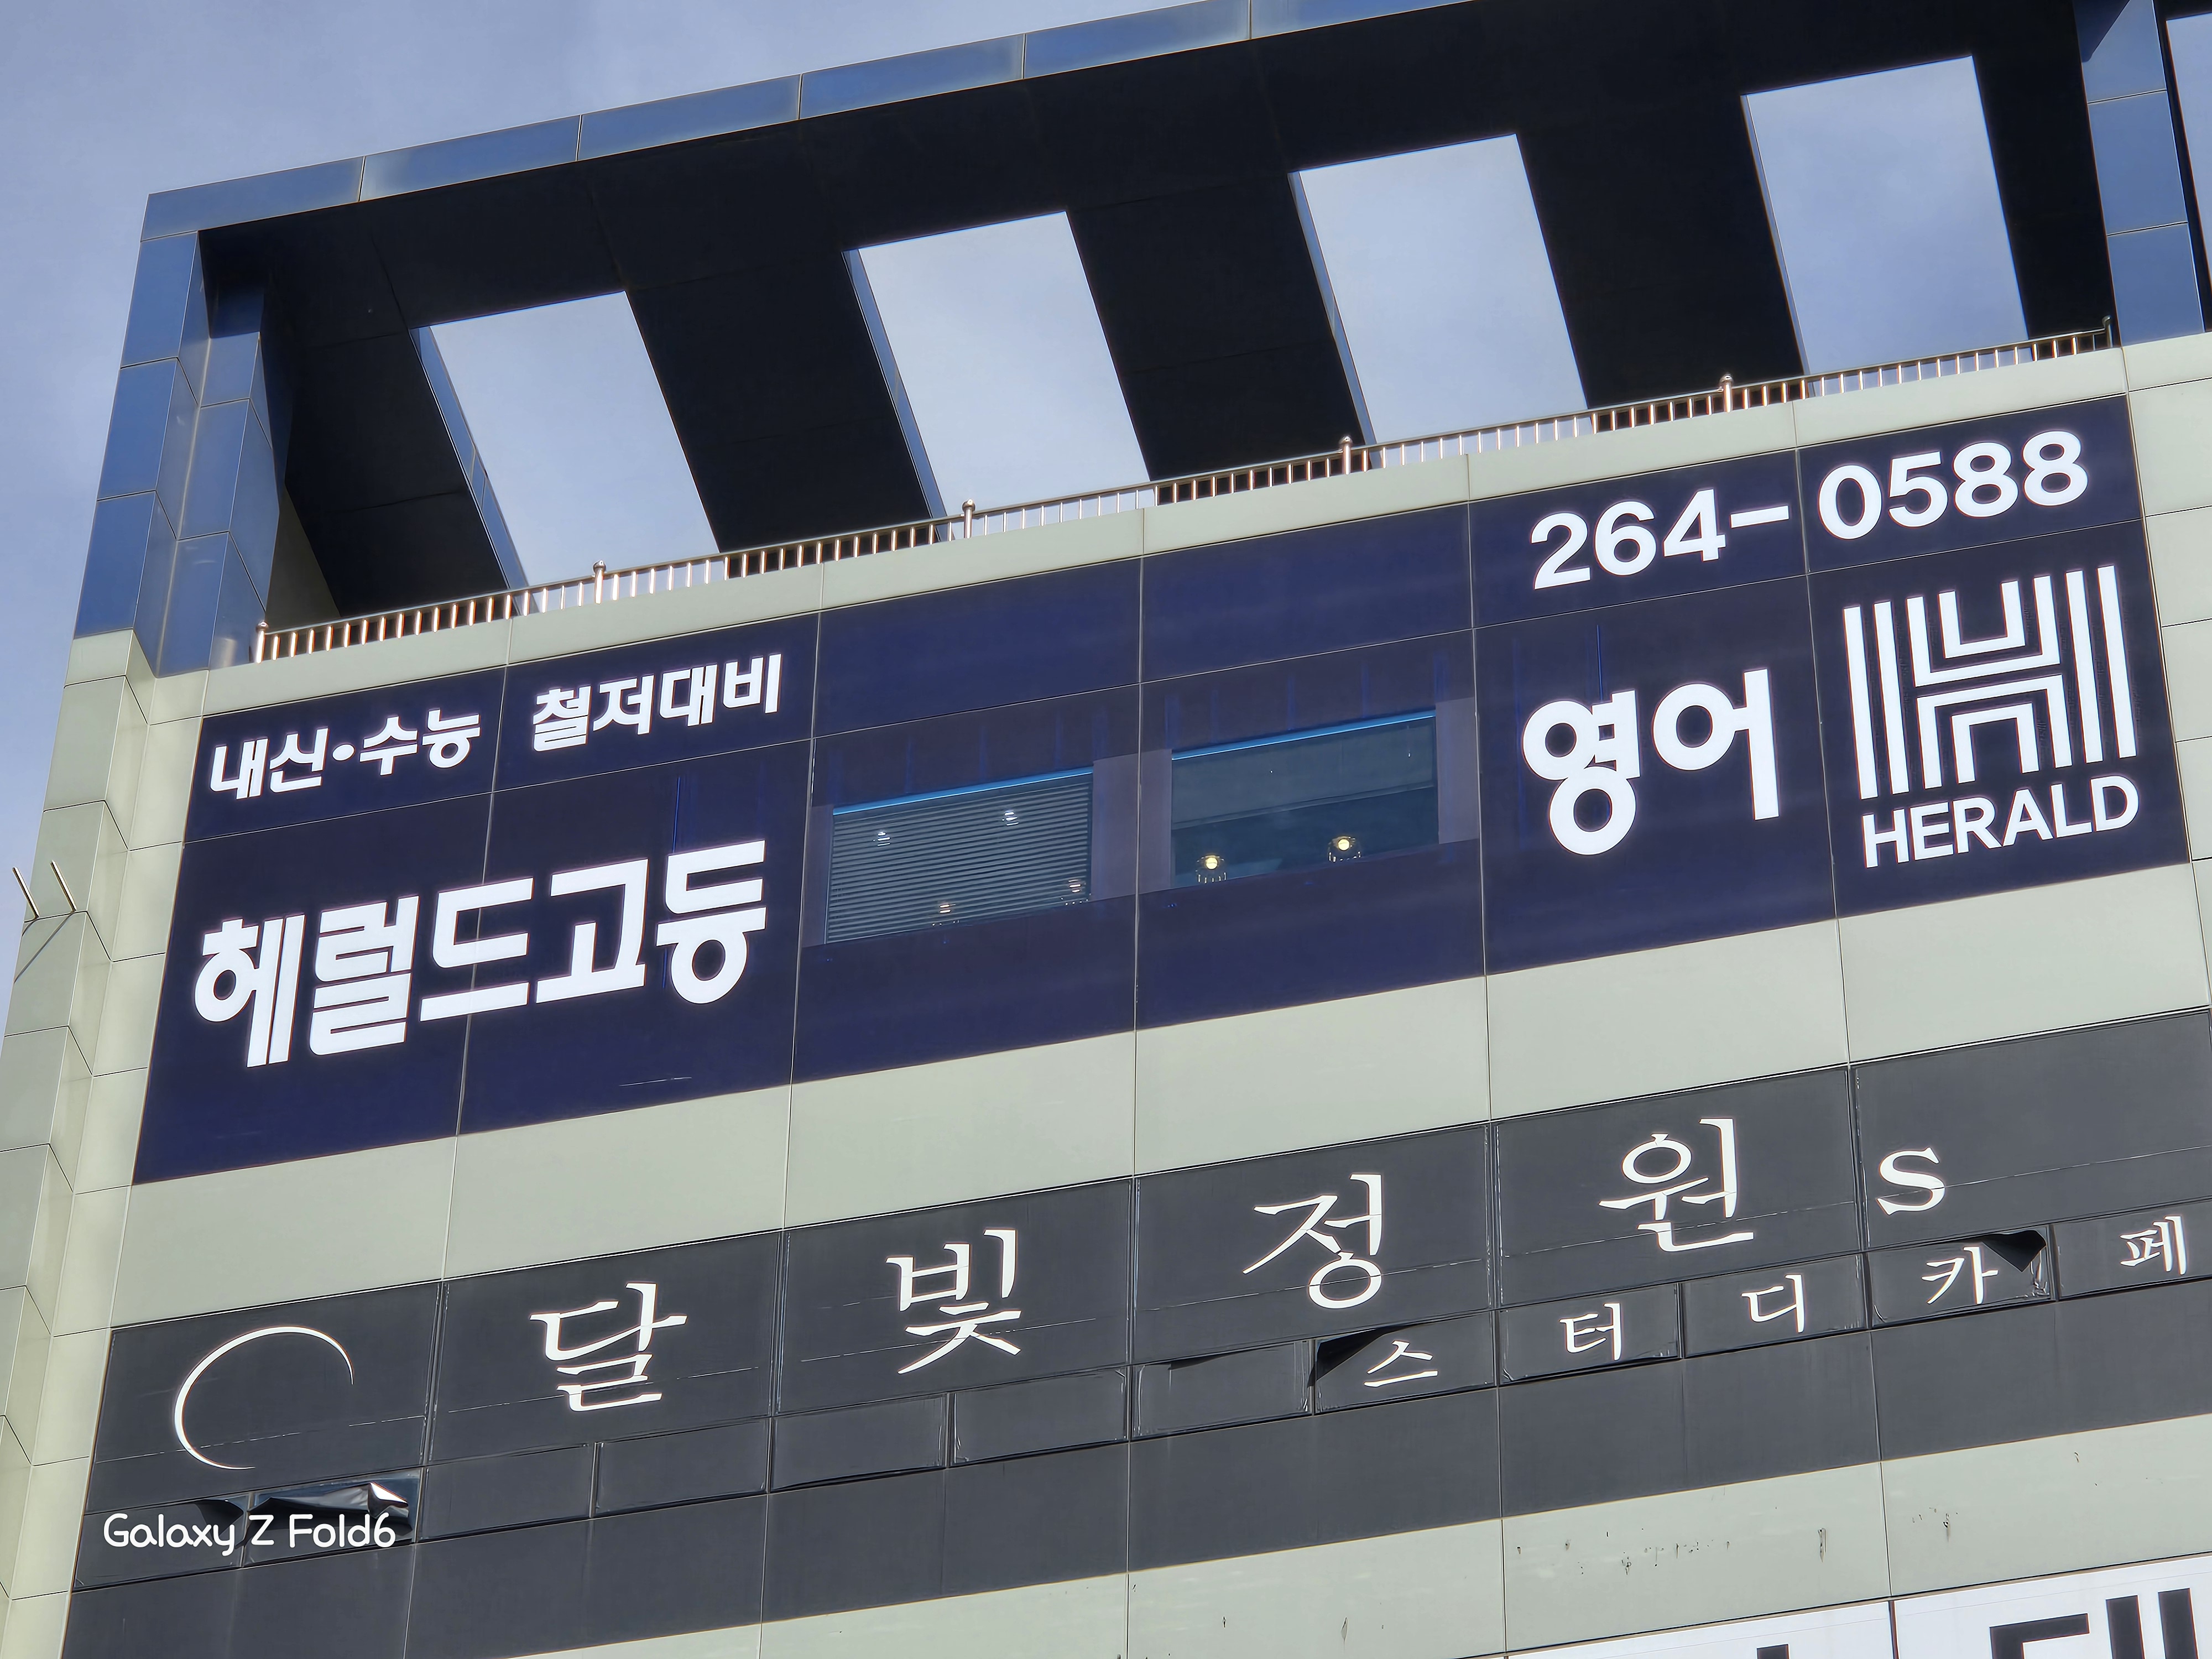 264-0588
내신·수능 철저대비
헤럴드고등 영어
HERALD
달빛정원 S
스터디카페
Galaxy Z Fold6